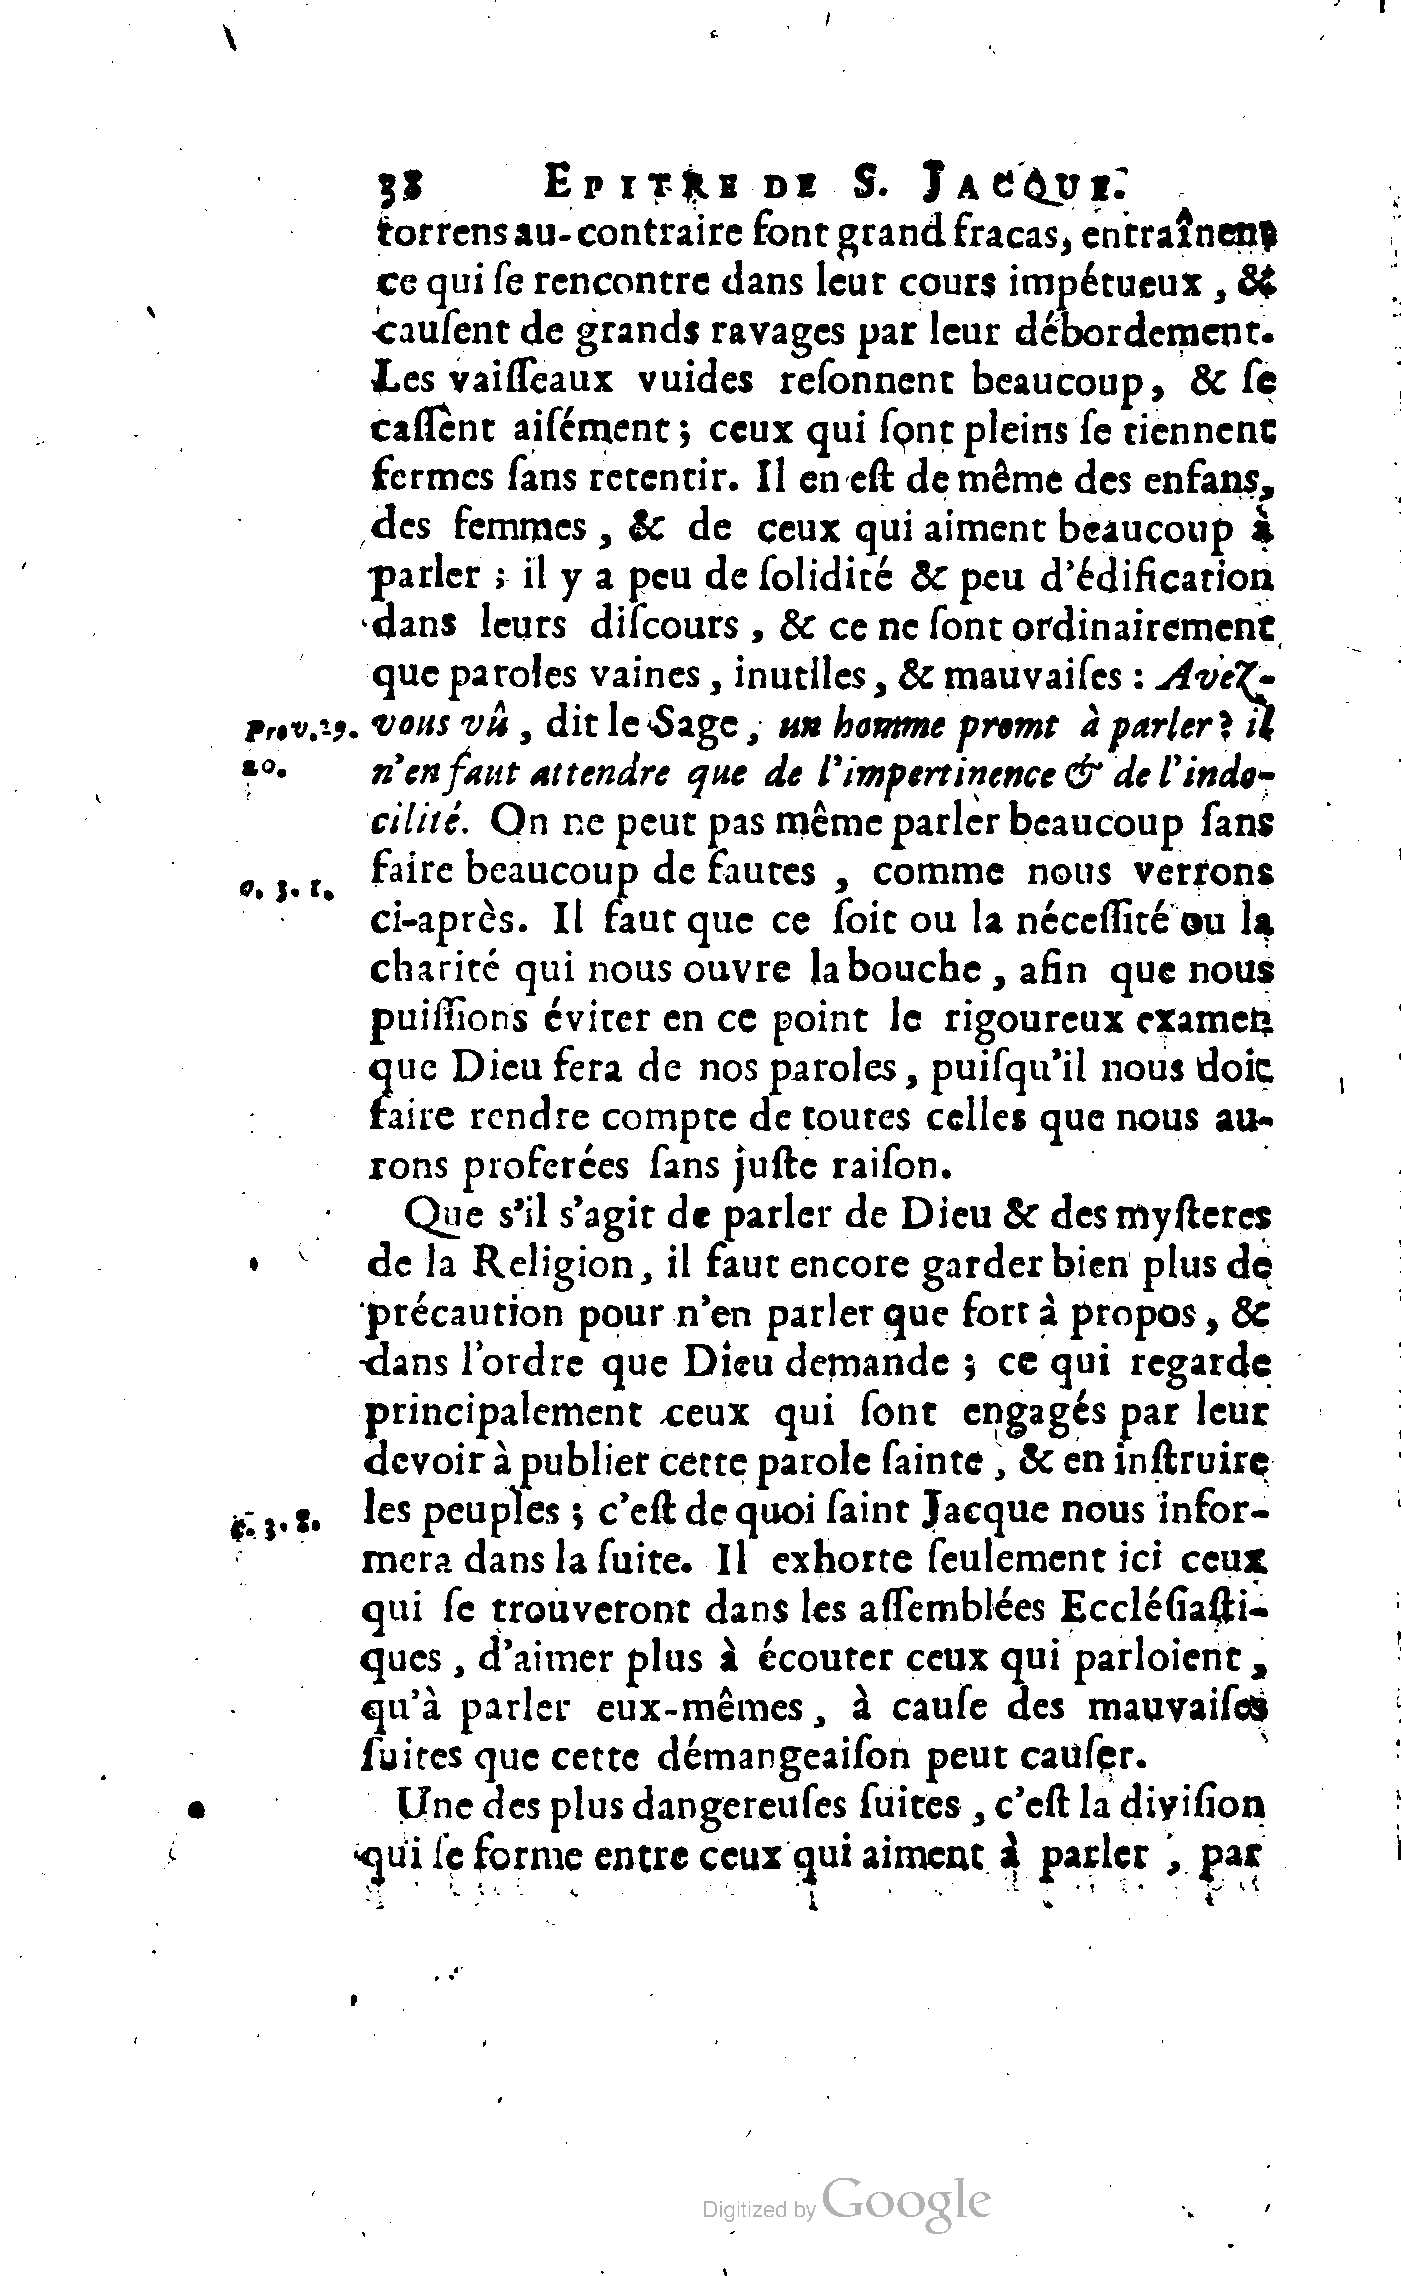 38 EPITRE DE S. JACQUE.
torrens au-contraire font grand fracas, entraînent
ce qui ſe rencontre dans leur cours impétueux, &
cauſent de grands ravages par leur débordement.
Les vaiſſeaux vuides reſonnent beaucoup, & ſe
caſſent aiſément; ceux qui ſont pleins ſe tiennent
fermes ſans retentir. Il en eſt de même des enfans,
des femmes, & de ceux qui aiment beaucoup à
parler; il y a peu de ſolidité & peu d'édification
dans leurs diſcours, & ce ne ſont ordinairement
que paroles vaines, inutiles, & mauvaiſes : Avez-
Prov. 29. vous vû, dit le Sage, un homme promt à parler? il
20. n'en faut attendre que de l'impertinence & de l'indo-
cilité. On ne peut pas même parler beaucoup ſans
faire beaucoup de fautes, comme nous verrons
c. 3. 1.
ci-après. Il faut que ce ſoit ou la néceſſité ou la
charité qui nous ouvre la bouche, afin que nous
puiſſions éviter en ce point le rigoureux examen
que Dieu fera de nos paroles, puiſqu'il nous doit
faire rendre compte de toutes celles que nous au-
rons proferées ſans juſte raiſon.
Que s'il s'agit de parler de Dieu & des myſteres
de la Religion, il faut encore garder bien plus de
précaution pour n'en parler que fort à propos, &
dans l'ordre que Dieu demande; ce qui regarde
principalement ceux qui ſont engagés par leur
devoir à publier cette parole ſainte, & en inſtruire
les peuples; c'eſt de quoi ſaint Jacque nous infor-
c. 3. 8.
mera dans la ſuite. Il exhorte ſeulement ici ceux
qui ſe trouveront dans les aſſemblées Eccléſiaſti-
ques, d'aimer plus à écouter ceux qui parloient,
qu'à parler eux-mêmes, à cauſe des mauvaiſes
ſuites que cette démangeaiſon peut cauſer.
Une des plus dangereuſes ſuites, c'eſt la diviſion
qui ſe forme entre ceux qui aiment à parler, par
Digitized by Google